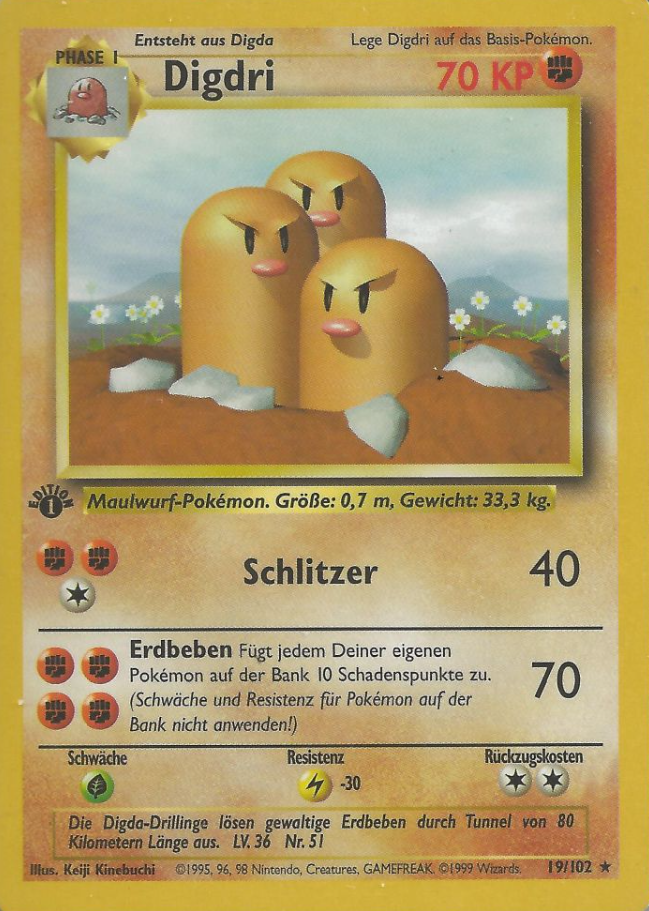 Entsteht aus Digda
Lege Digdri auf das Basis-Pokémon.
PHASE 1
Digdri
70 KP
EDITION
1
Maulwurf-Pokémon. Größe: 0,7 m, Gewicht: 33,3 kg.
Schlitzer
40
Erdbeben Fügt jedem Deiner eigenen
Pokémon auf der Bank 10 Schadenspunkte zu.
(Schwäche und Resistenz für Pokémon auf der
Bank nicht anwenden!)
70
Schwäche
Resistenz
Rückzugskosten
-30
Die Digda-Drillinge lösen gewaltige Erdbeben durch Tunnel von 80
Kilometern Länge aus. LV. 36 Nr. 51
Illus. Keiji Kinebuchi ©1995, 96, 98 Nintendo, Creatures, GAMEFREAK. ©1999 Wizards. 19/102 ★